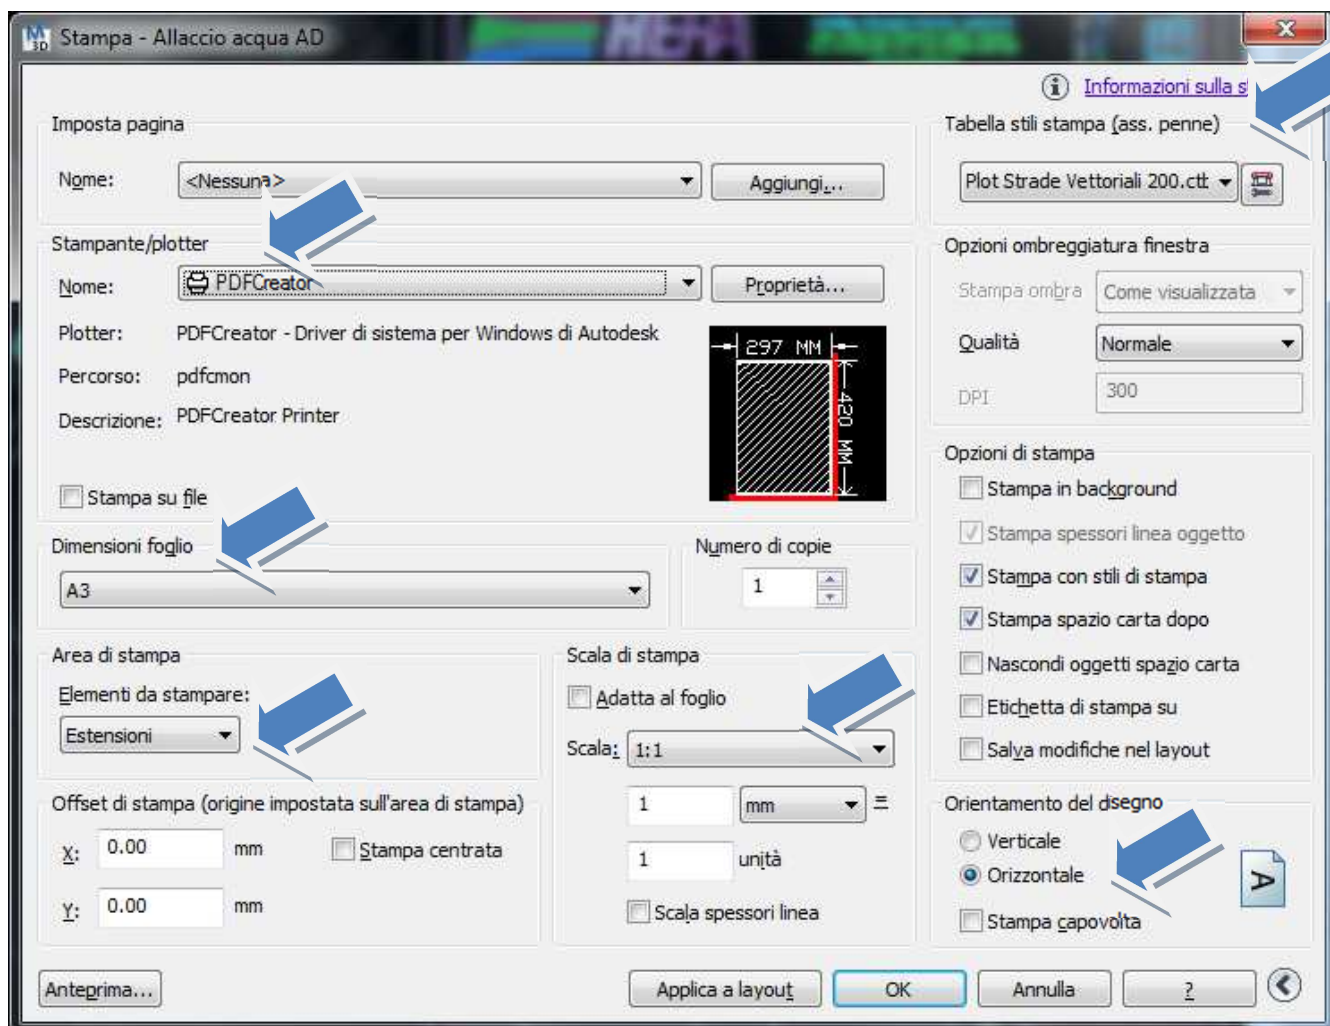 Stampa - Allaccio acqua AD
Informazioni sulla s
Imposta pagina
Nome: <Nessuna> Aggiungi...
Tabella stili stampa (ass. penne)
Plot Strade Vettoriali 200.ctb
Stampante/plotter
Nome: PDFCreator Proprietà...
Plotter: PDFCreator - Driver di sistema per Windows di Autodesk
Percorso: pdfcmon
Descrizione: PDFCreator Printer
297 MM
420 MM
Stampa su file
Opzioni ombreggiatura finestra
Stampa ombra Come visualizzata
Qualità Normale
DPI 300
Dimensioni foglio
A3
Numero di copie
1
Opzioni di stampa
Stampa in background
Stampa spessori linea oggetto
Stampa con stili di stampa
Stampa spazio carta dopo
Nascondi oggetti spazio carta
Etichetta di stampa su
Salva modifiche nel layout
Area di stampa
Elementi da stampare:
Estensioni
Scala di stampa
Adatta al foglio
Scala: 1:1
1 mm =
1 unità
Scala spessori linea
Offset di stampa (origine impostata sull'area di stampa)
X: 0.00 mm Stampa centrata
Y: 0.00 mm
Orientamento del disegno
Verticale
Orizzontale
A
Stampa capovolta
Anteprima... Applica a layout OK Annulla ?